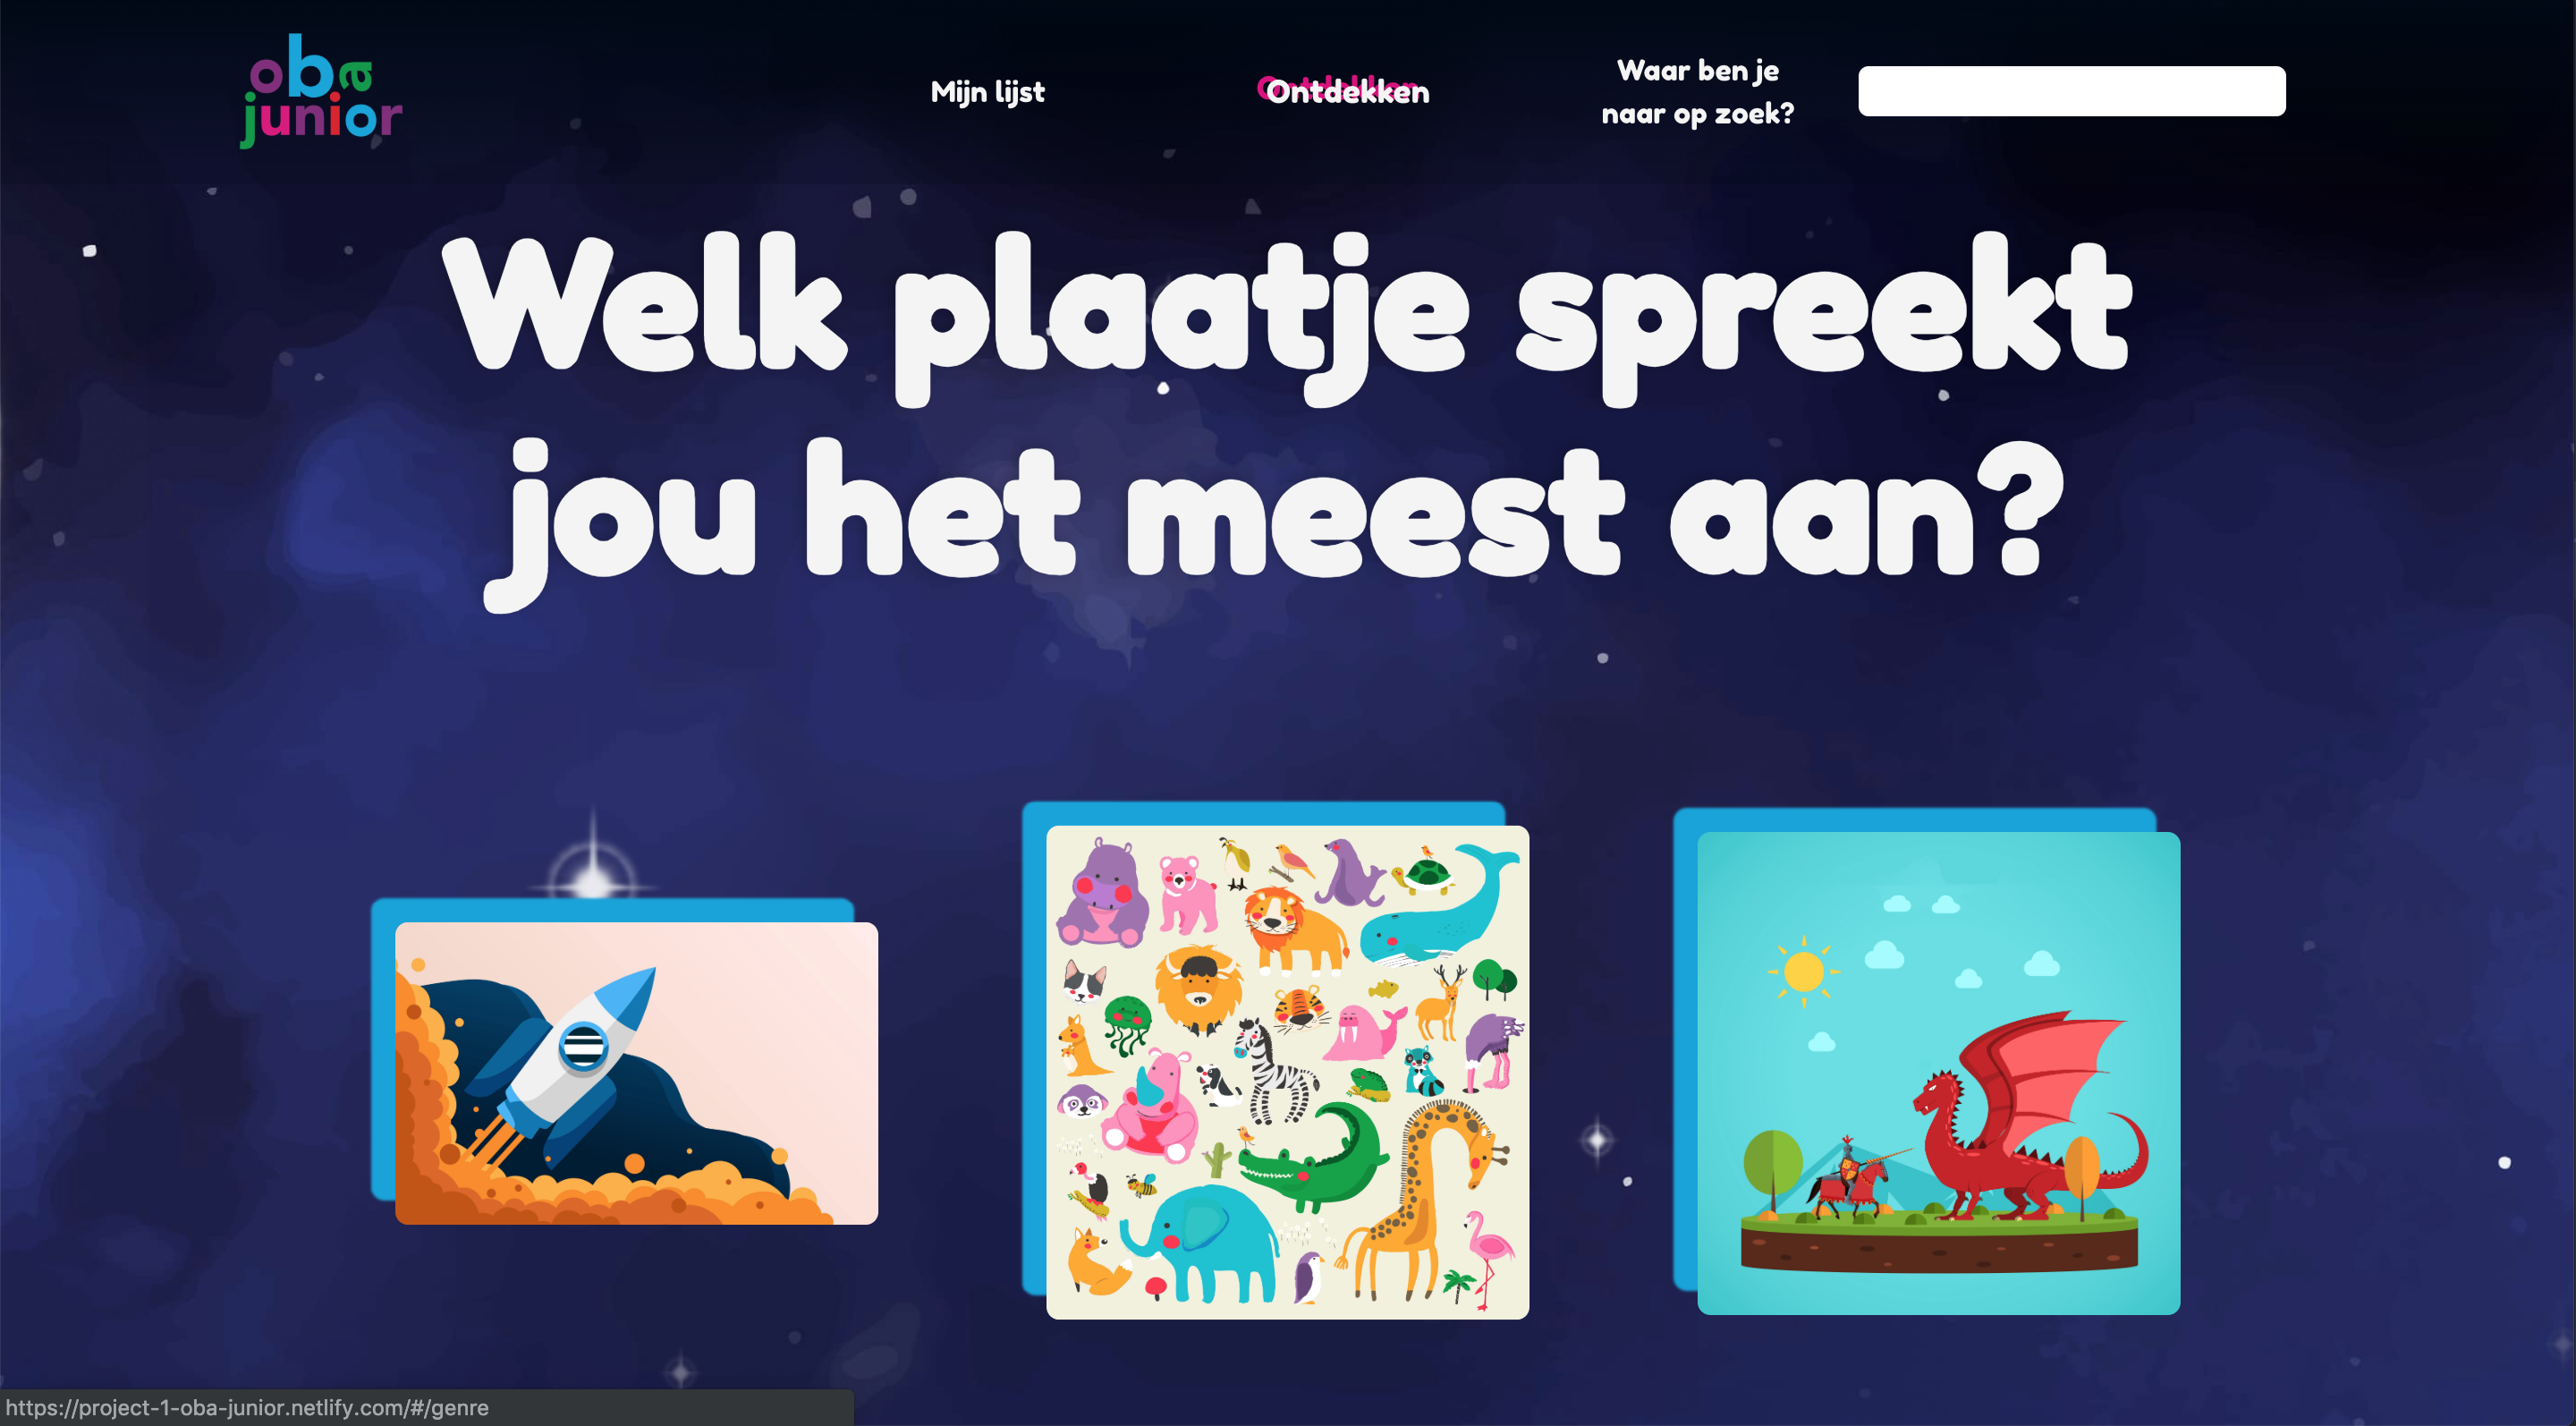 oba
junior
Mijn lijst
Ontdekken
Waar ben je
naar op zoek?
Welk plaatje spreekt
jou het meest aan?
https://project-1-oba-junior.netlify.com/#/genre